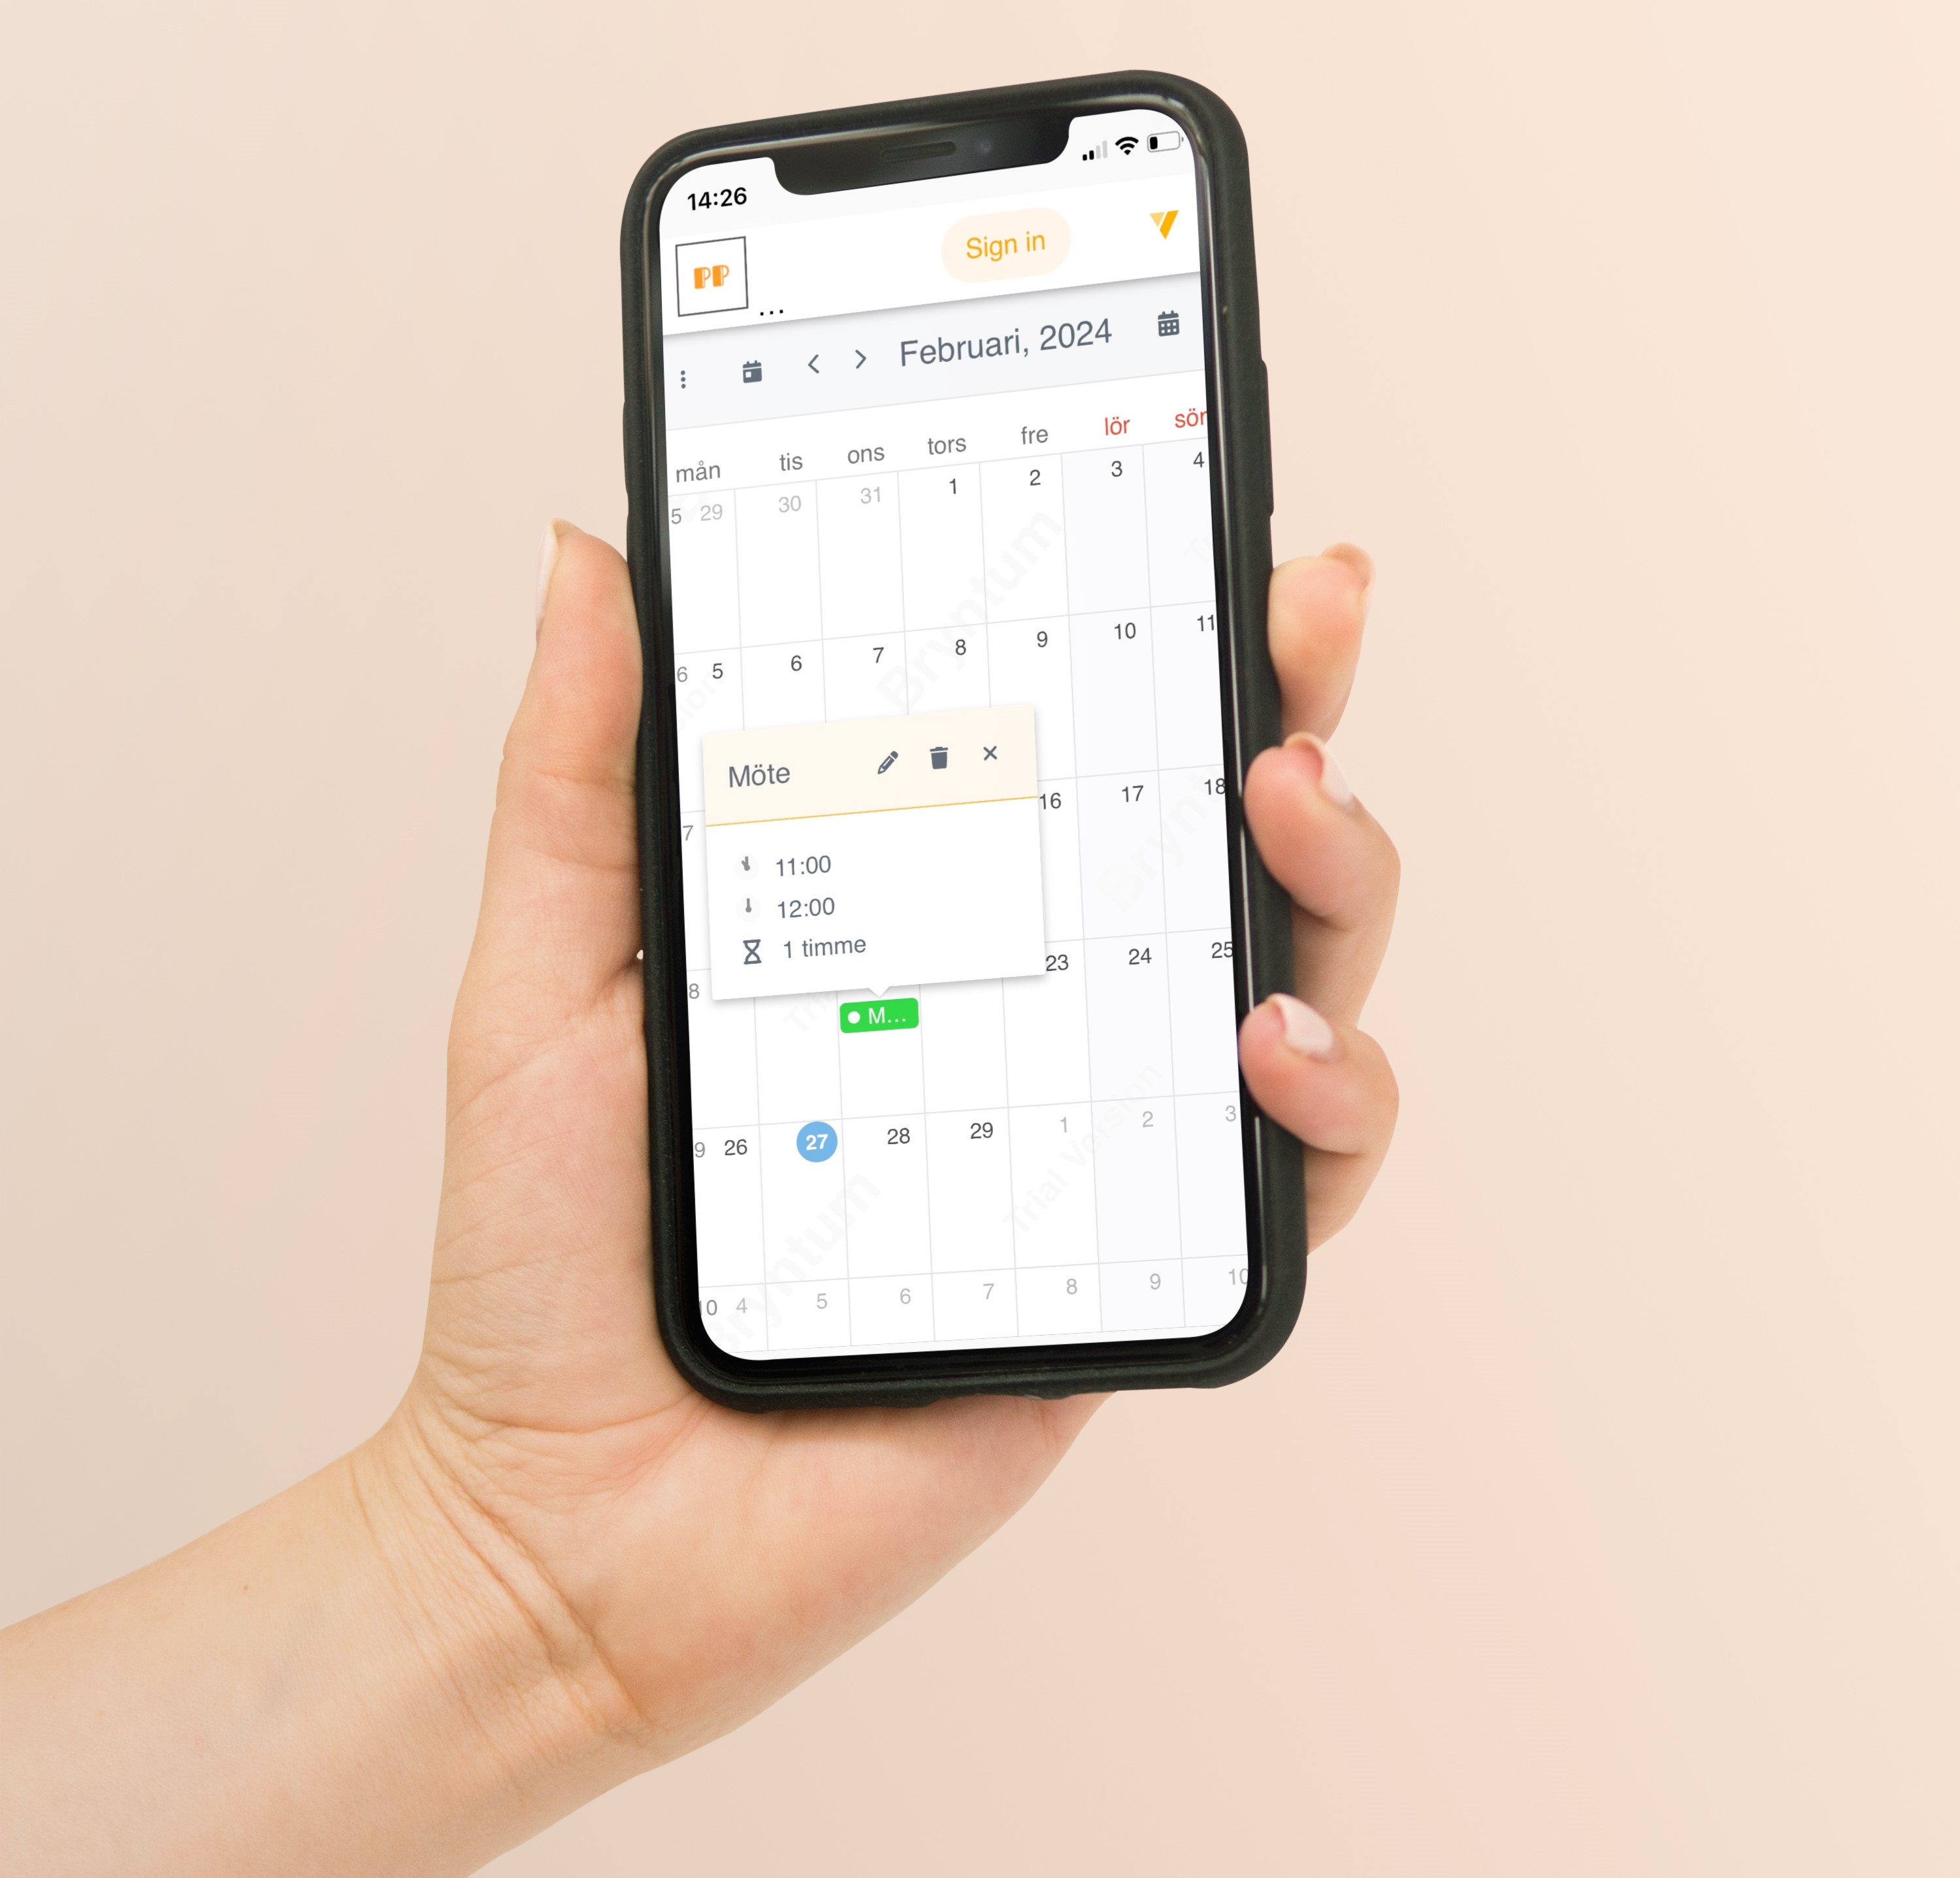 14:26
PP
Sign in
...
Februari, 2024
mån tis ons tors fre lör sön
5 29 30 31 1 2 3 4
6 5 6 7 8 9 10 11
Möte
7 16 17 18
11:00
12:00
1 timme
8 23 24 25
M...
9 26 27 28 29 1 2 3
10 4 5 6 7 8 9 10
Bryntum
Bryntum
Trial Version
Bryntum